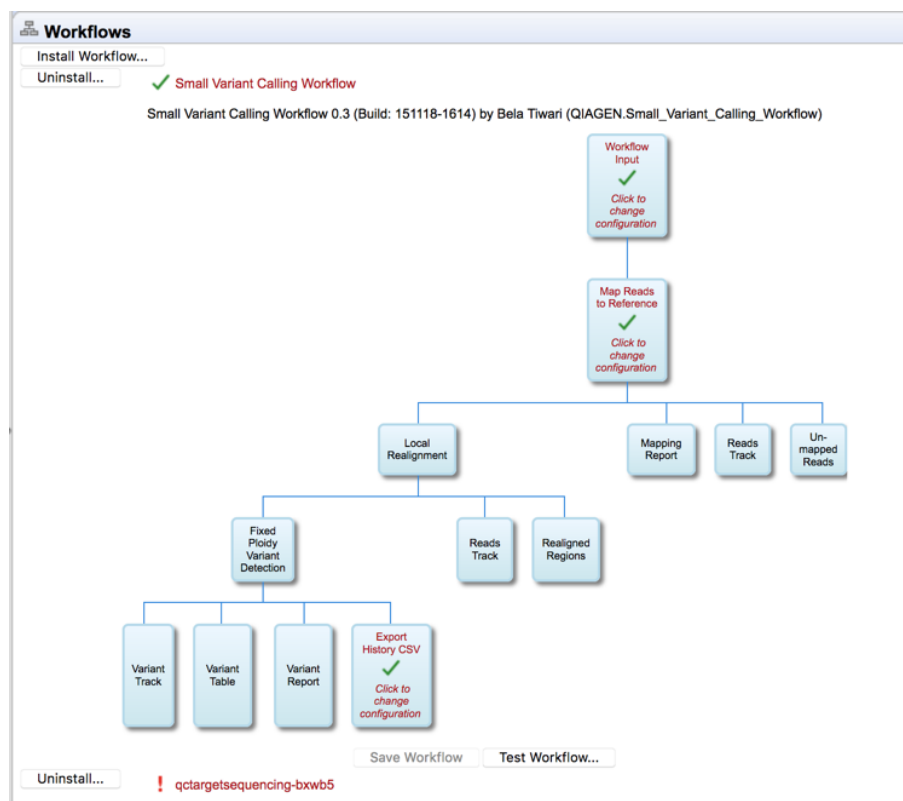 Workflows
Install Workflow...
Uninstall...
Small Variant Calling Workflow
Small Variant Calling Workflow 0.3 (Build: 151118-1614) by Bela Tiwari (QIAGEN.Small_Variant_Calling_Workflow)
Workflow
Input
Click to
change
configuration
Map Reads
to Reference
Click to
change
configuration
Local
Realignment
Mapping
Report
Reads
Track
Un-
mapped
Reads
Fixed
Ploidy
Variant
Detection
Reads
Track
Realigned
Regions
Variant
Track
Variant
Table
Variant
Report
Export
History CSV
Click to
change
configuration
Save Workflow
Test Workflow...
Uninstall...
! qctargetsequencing-bxwb5